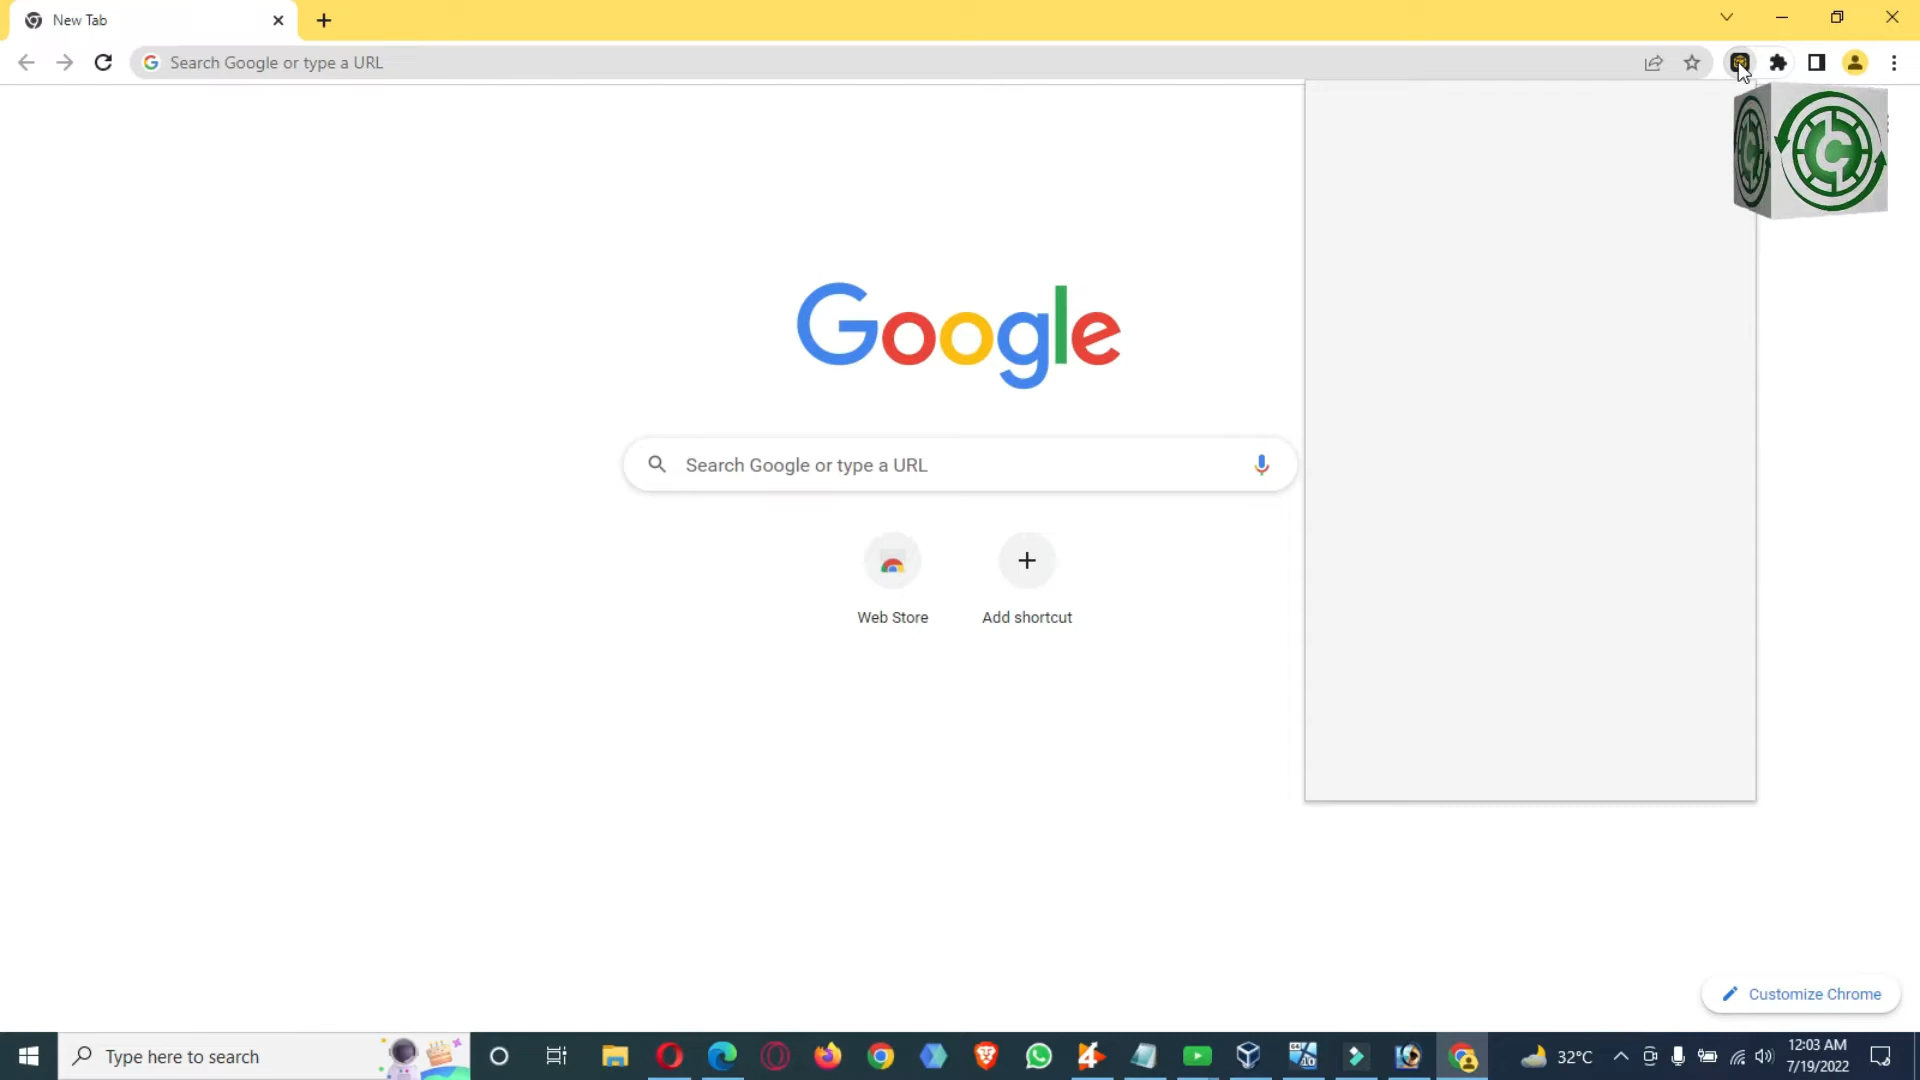 New Tab
Search Google or type a URL
Google
Search Google or type a URL
Web Store
Add shortcut
Customize Chrome
Type here to search
32°C
12:03 AM
7/19/2022